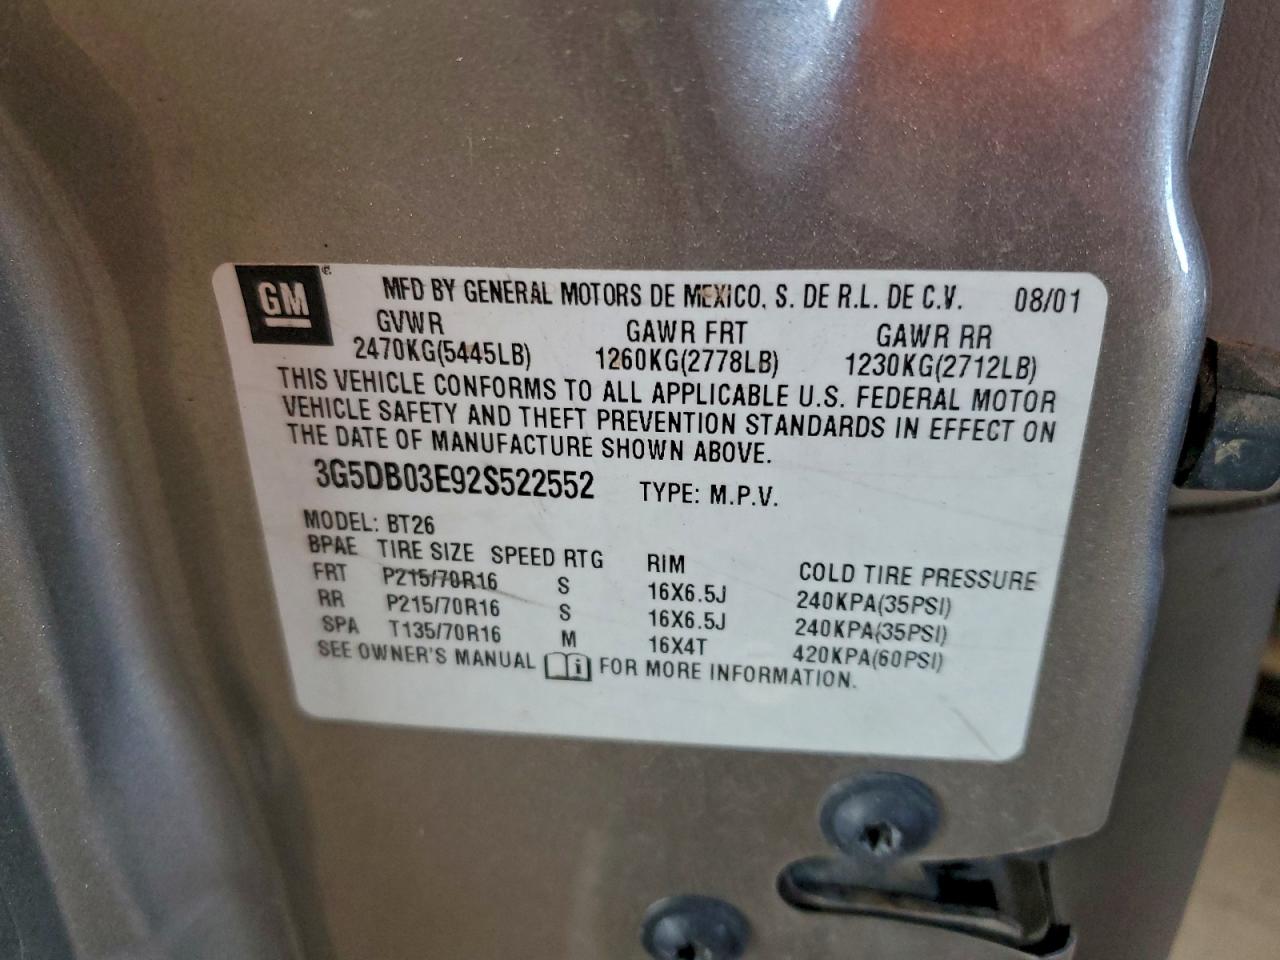 GM
MFD BY GENERAL MOTORS DE MEXICO, S. DE R.L. DE C.V. 08/01
GVWR GAWR FRT GAWR RR
2470KG(5445LB) 1260KG(2778LB) 1230KG(2712LB)
THIS VEHICLE CONFORMS TO ALL APPLICABLE U.S. FEDERAL MOTOR
VEHICLE SAFETY AND THEFT PREVENTION STANDARDS IN EFFECT ON
THE DATE OF MANUFACTURE SHOWN ABOVE.
3G5DB03E92S522552 TYPE: M.P.V.
MODEL: BT26
BPAE TIRE SIZE SPEED RTG RIM COLD TIRE PRESSURE
FRT P215/70R16 S 16X6.5J 240KPA(35PSI)
RR P215/70R16 S 16X6.5J 240KPA(35PSI)
SPA T135/70R16 M 16X4T 420KPA(60PSI)
SEE OWNER'S MANUAL FOR MORE INFORMATION.